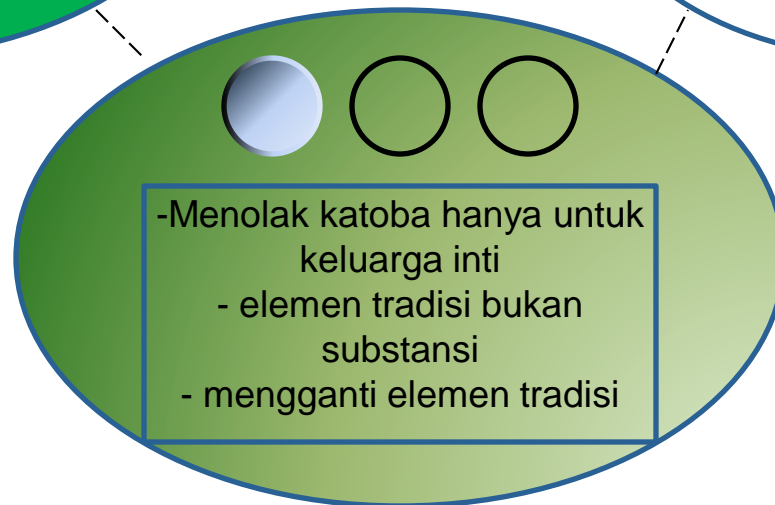 -Menolak katoba hanya untuk
keluarga inti
- elemen tradisi bukan
substansi
- mengganti elemen tradisi